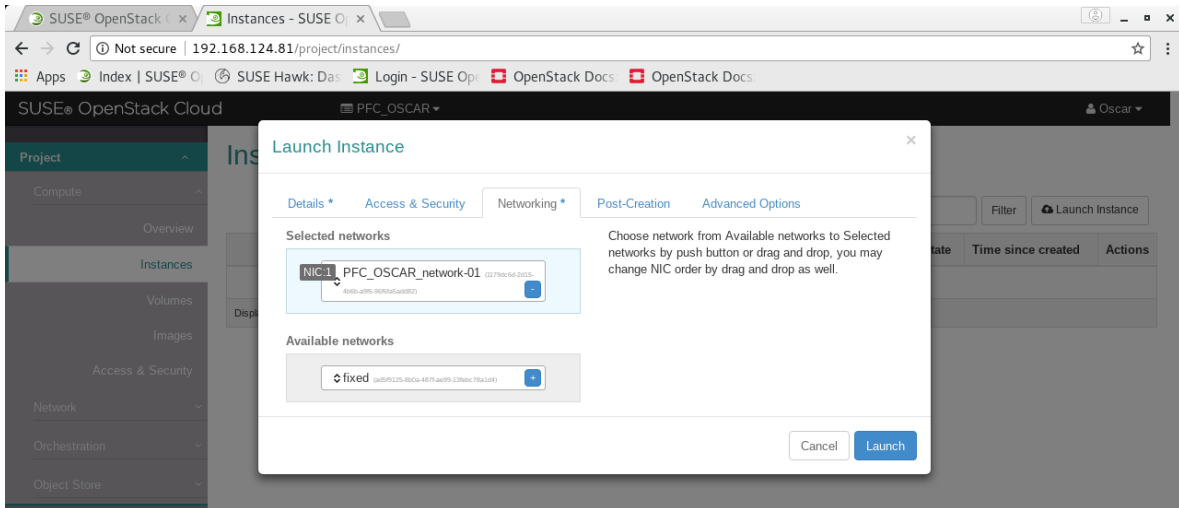 SUSE® OpenStack C
Instances - SUSE O
Not secure | 192.168.124.81/project/instances/
Apps Index | SUSE® O SUSE Hawk: Das Login - SUSE Ope OpenStack Docs: OpenStack Docs:
SUSE® OpenStack Cloud PFC_OSCAR Oscar
Project
Compute
Overview
Instances
Volumes
Images
Access & Security
Network
Orchestration
Object Store
Ins
Filter Launch Instance
tate Time since created Actions
Displa
Launch Instance ×
Details * Access & Security Networking * Post-Creation Advanced Options
Selected networks
NIC:1 PFC_OSCAR_network-01
-
Choose network from Available networks to Selected
networks by push button or drag and drop, you may
change NIC order by drag and drop as well.
Available networks
fixed +
Cancel Launch